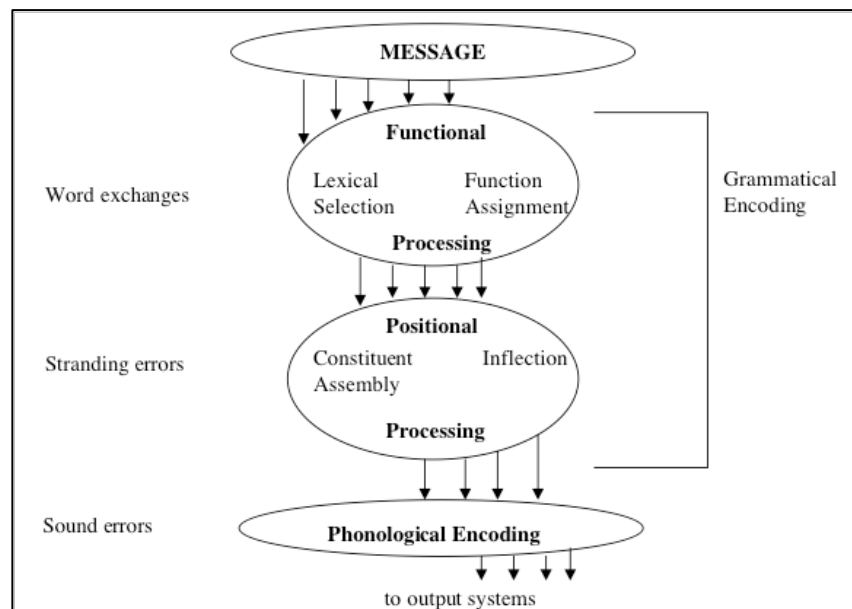 MESSAGE
Functional
Lexical
Selection
Function
Assignment
Processing
Word exchanges
Grammatical
Encoding
Positional
Constituent
Assembly
Inflection
Processing
Stranding errors
Sound errors
Phonological Encoding
to output systems